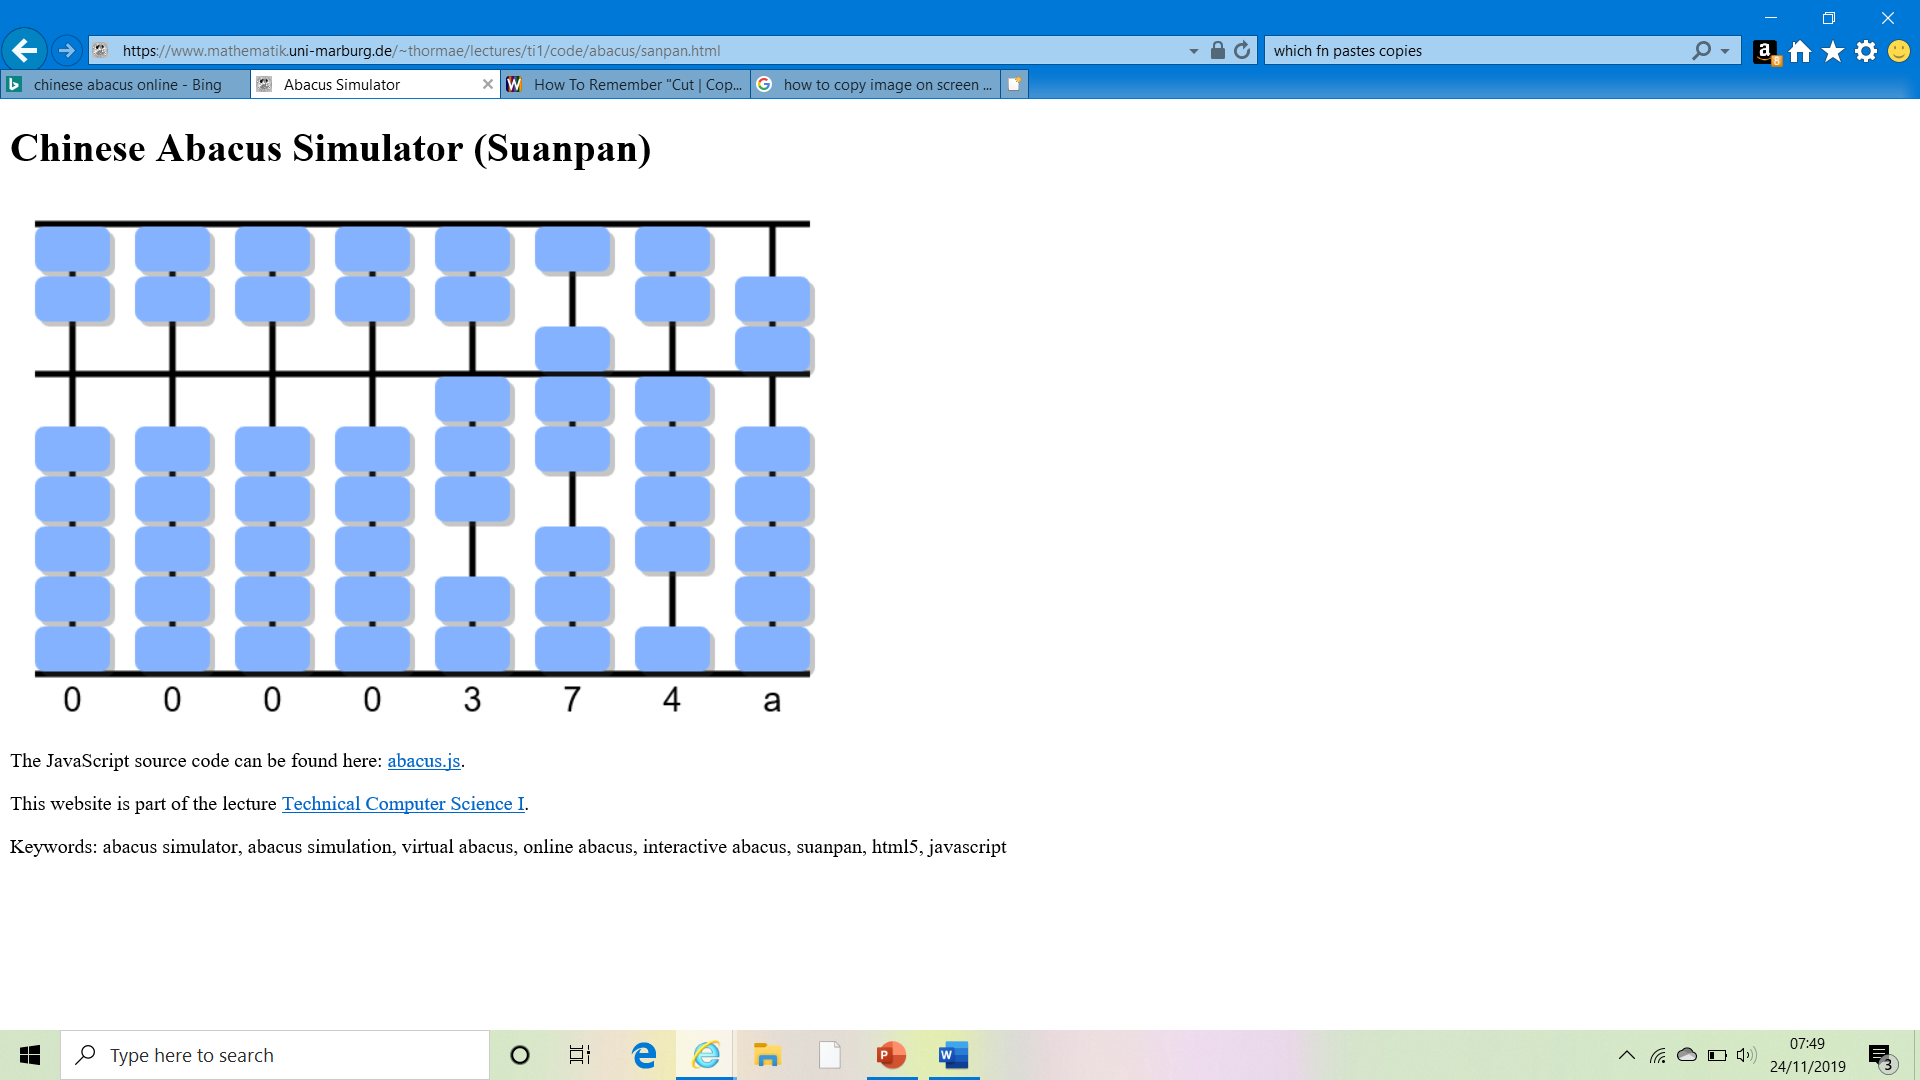 https://www.mathematik.uni-marburg.de/~thormae/lectures/ti1/code/abacus/sanpan.html
which fn pastes copies
chinese abacus online - Bing
Abacus Simulator
How To Remember "Cut | Cop...
how to copy image on screen ...
Chinese Abacus Simulator (Suanpan)
0 0 0 0 3 7 4 a
The JavaScript source code can be found here: abacus.js.
This website is part of the lecture Technical Computer Science I.
Keywords: abacus simulator, abacus simulation, virtual abacus, online abacus, interactive abacus, suanpan, html5, javascript
Type here to search
07:49
24/11/2019
3